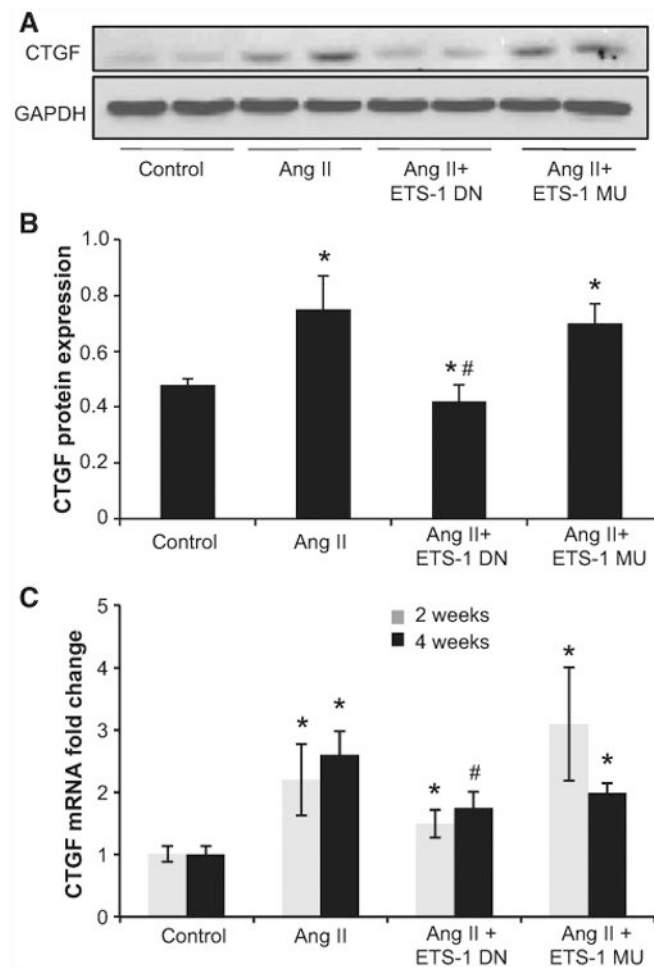 A
CTGF
GAPDH
Control
Ang II
Ang II+
ETS-1 DN
Ang II+
ETS-1 MU
B
CTGF protein expression
1.0
0.8
0.6
0.4
0.2
0
*
* #
*
Control
Ang II
Ang II+
ETS-1 DN
Ang II+
ETS-1 MU
C
CTGF mRNA fold change
5
4
3
2
1
0
2 weeks
4 weeks
*
*
*
#
*
*
Control
Ang II
Ang II +
ETS-1 DN
Ang II +
ETS-1 MU